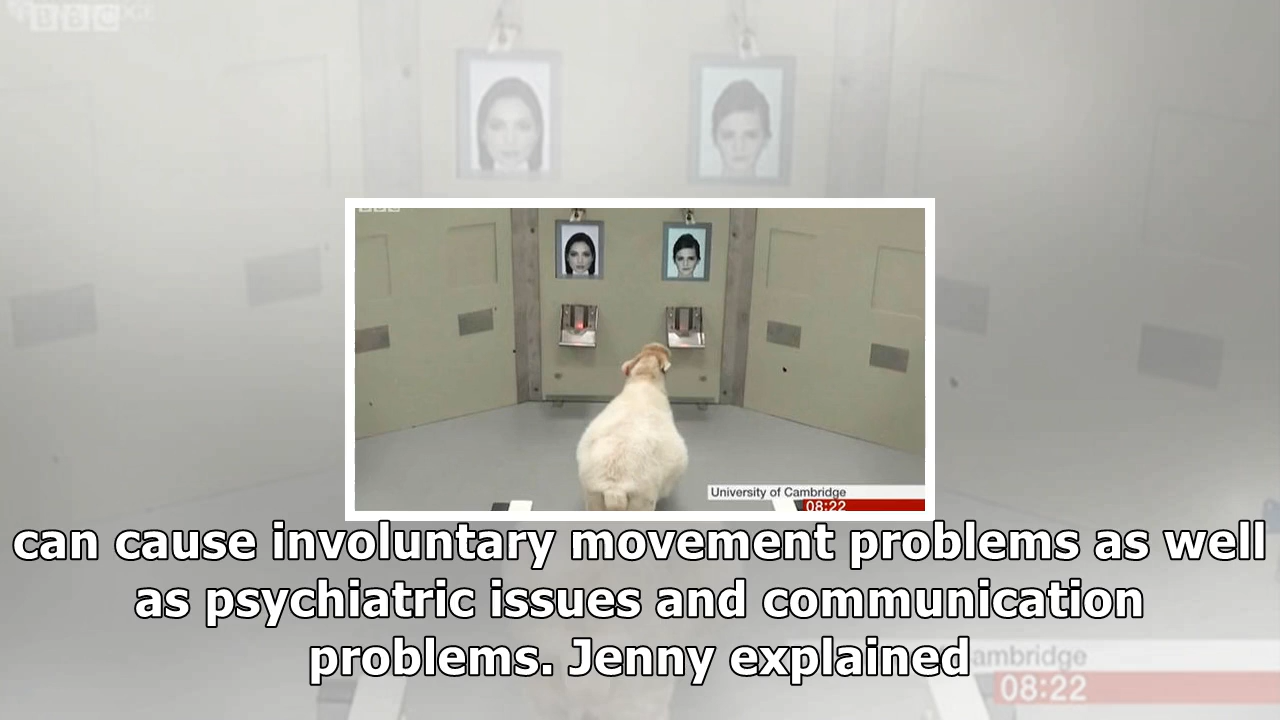 BBC
BBC
University of Cambridge
08:22
can cause involuntary movement problems as well
as psychiatric issues and communication
problems. Jenny explained
ambridge
08:22